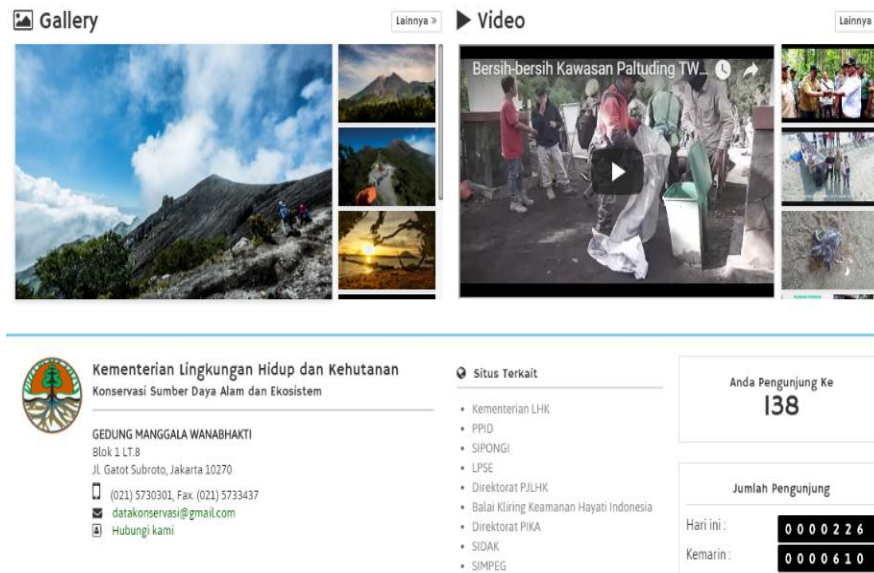 Gallery
Lainnya »
Video
Lainnya
Bersih-bersih Kawasan Paltuding TW...
Kementerian Lingkungan Hidup dan Kehutanan
Konservasi Sumber Daya Alam dan Ekosistem
GEDUNG MANGGALA WANABHAKTI
Blok 1 LT.8
Jl. Gatot Subroto, Jakarta 10270
(021) 5730301, Fax. (021) 5733437
datakonservasi@gmail.com
Hubungi kami
Situs Terkait
• Kementerian LHK
• PPID
• SIPONGI
• LPSE
• Direktorat PJLHK
• Balai Kliring Keamanan Hayati Indonesia
• Direktorat PIKA
• SIDAK
• SIMPEG
Anda Pengunjung Ke
138
Jumlah Pengunjung
Hari ini : 0000226
Kemarin : 0000610